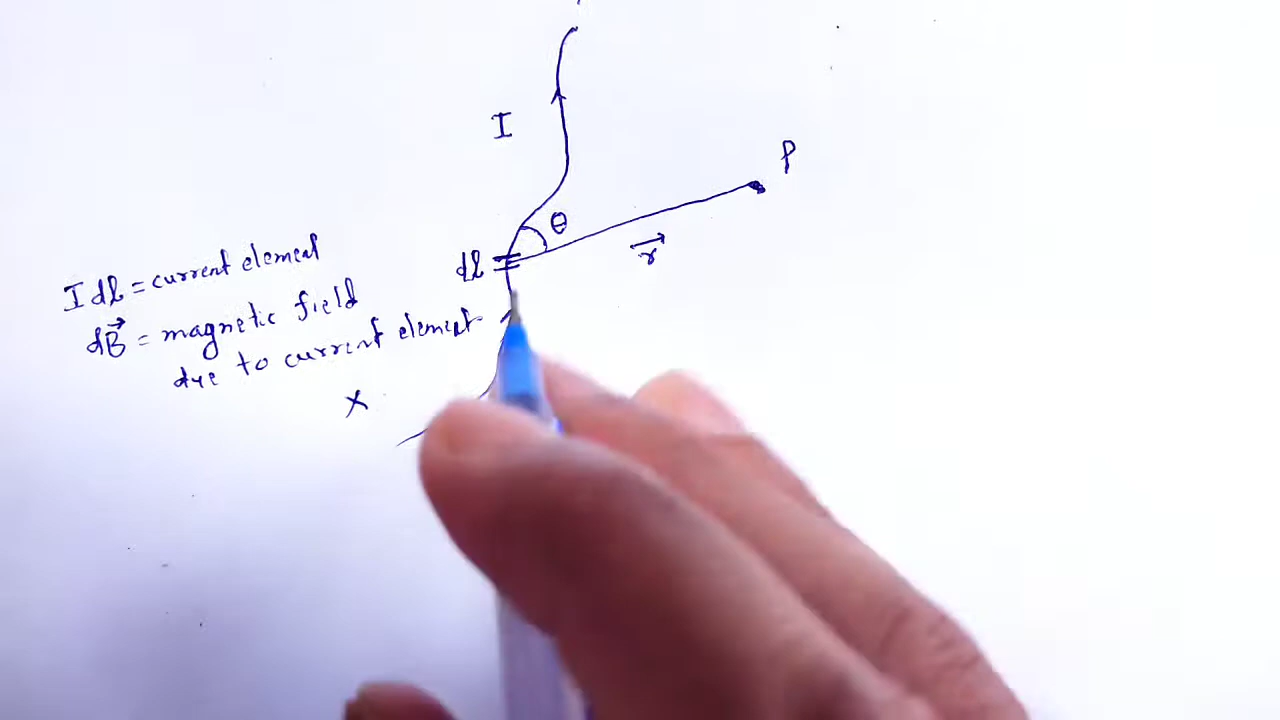 I
P
θ
r⃗
dl
I dl = current element
dB⃗ = magnetic field
due to current element
X